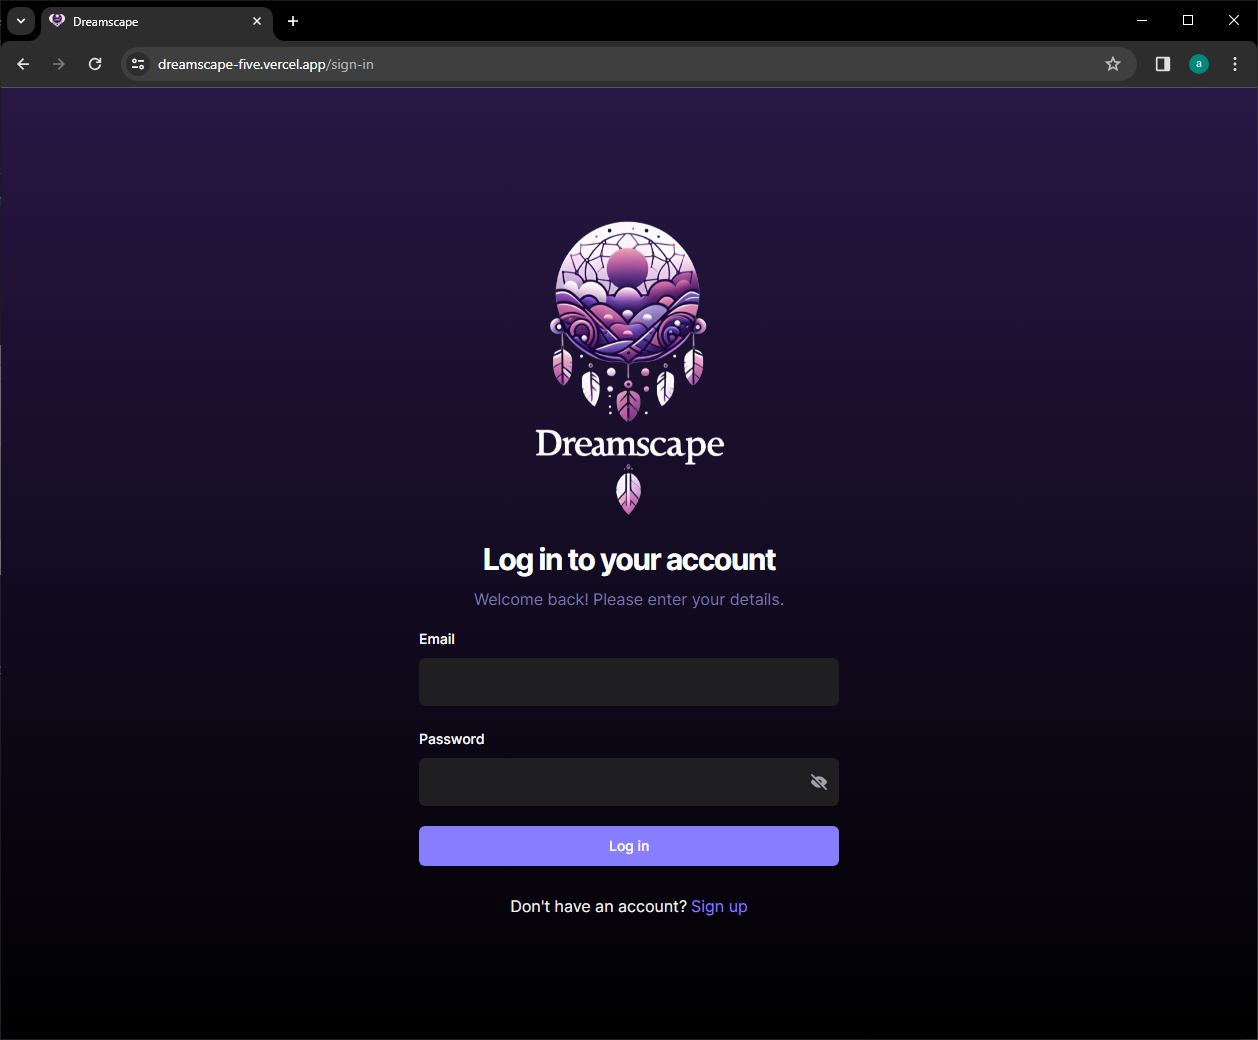 Dreamscape
dreamscape-five.vercel.app/sign-in
a
Dreamscape
Log in to your account
Welcome back! Please enter your details.
Email
Password
Log in
Don't have an account? Sign up